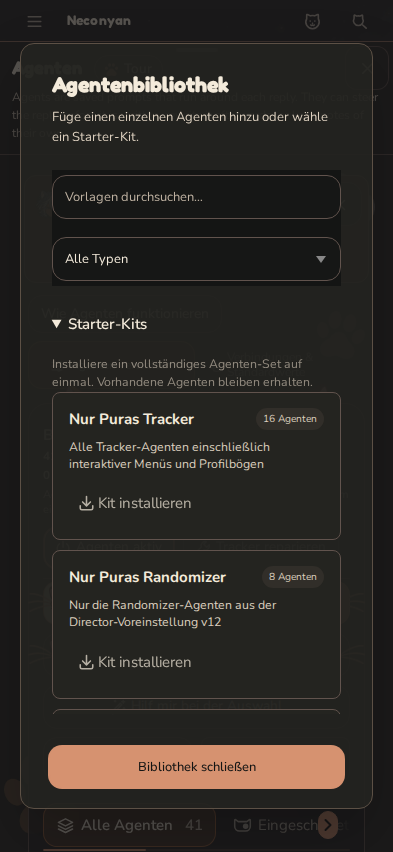 Neconyan
Agentenbibliothek
Füge einen einzelnen Agenten hinzu oder wähle
ein Starter-Kit.
Vorlagen durchsuchen...
Alle Typen
Starter-Kits
Installiere ein vollständiges Agenten-Set auf
einmal. Vorhandene Agenten bleiben erhalten.
Nur Puras Tracker
16 Agenten
Alle Tracker-Agenten einschließlich
interaktiver Menüs und Profilbögen
Kit installieren
Nur Puras Randomizer
8 Agenten
Nur die Randomizer-Agenten aus der
Director-Voreinstellung v12
Kit installieren
Bibliothek schließen
Alle Agenten 41